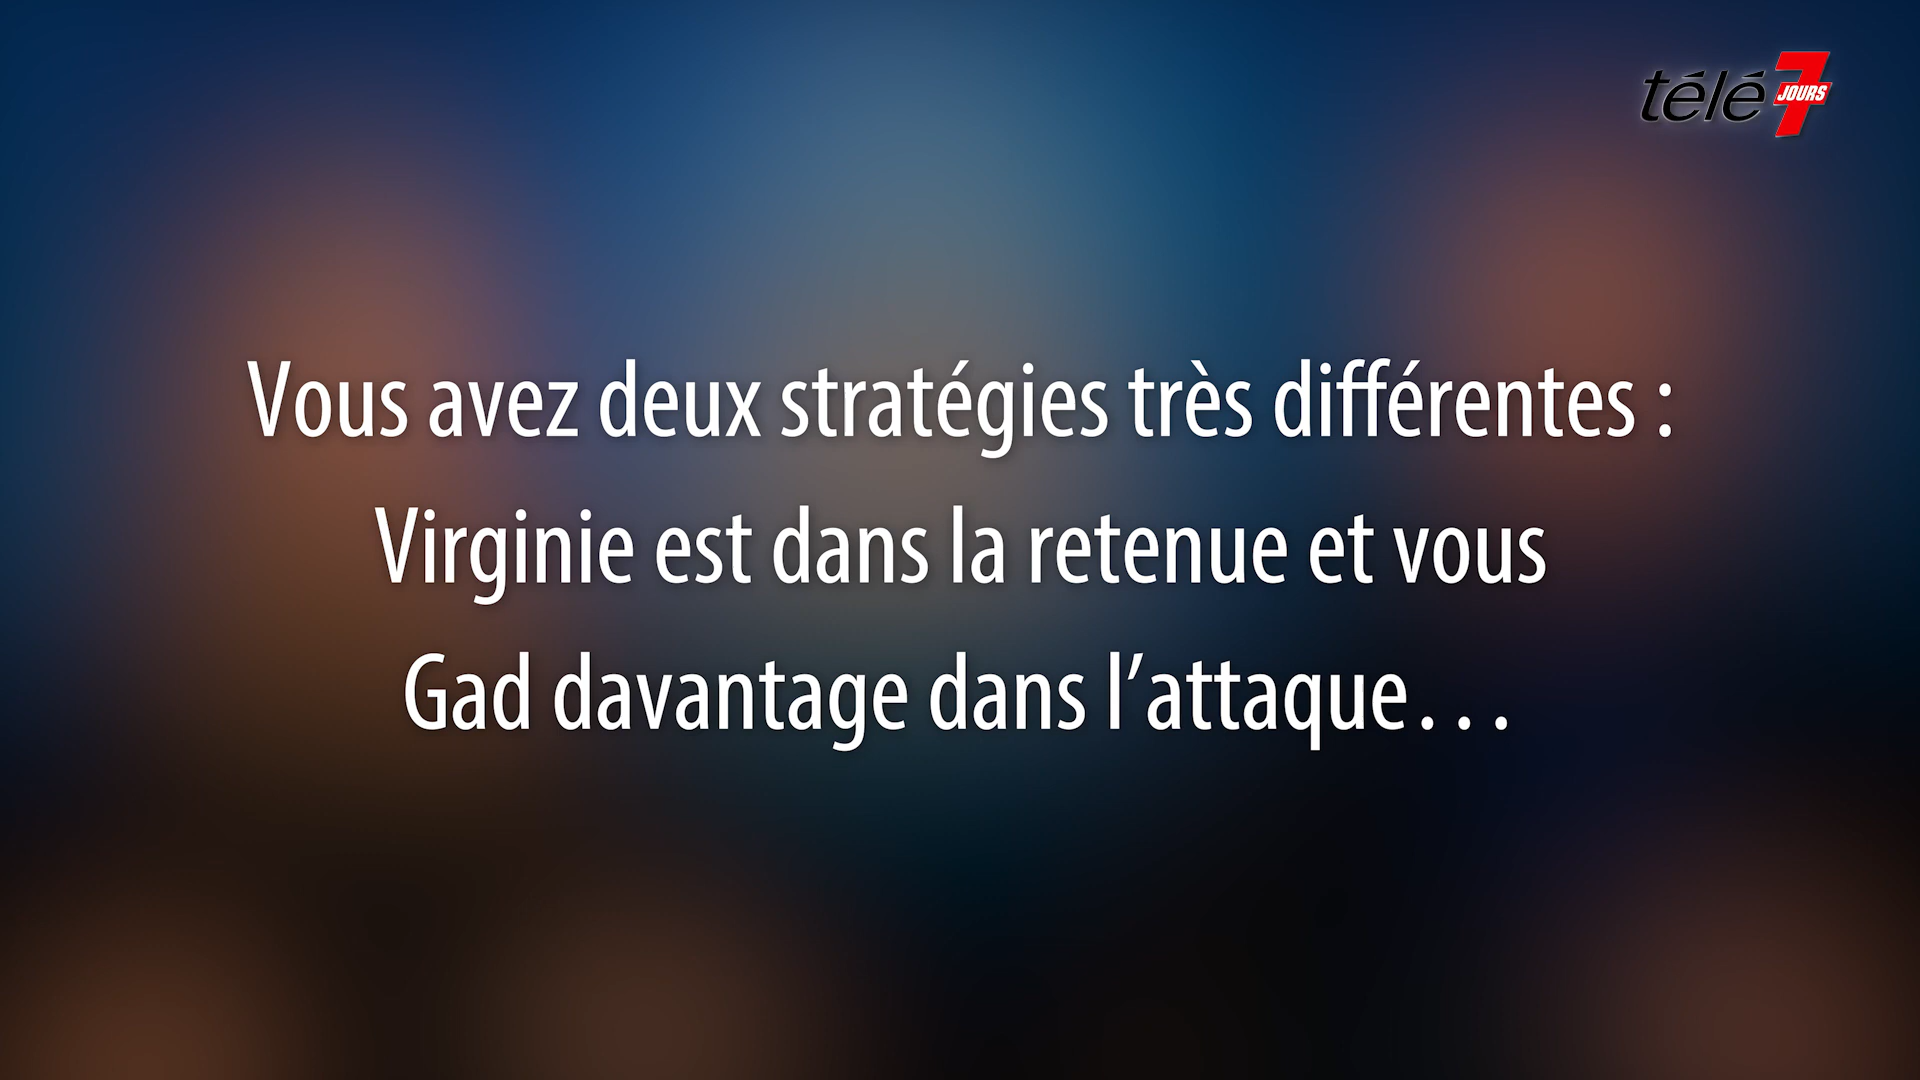 télé 7 JOURS
Vous avez deux stratégies très différentes :
Virginie est dans la retenue et vous
Gad davantage dans l’attaque…